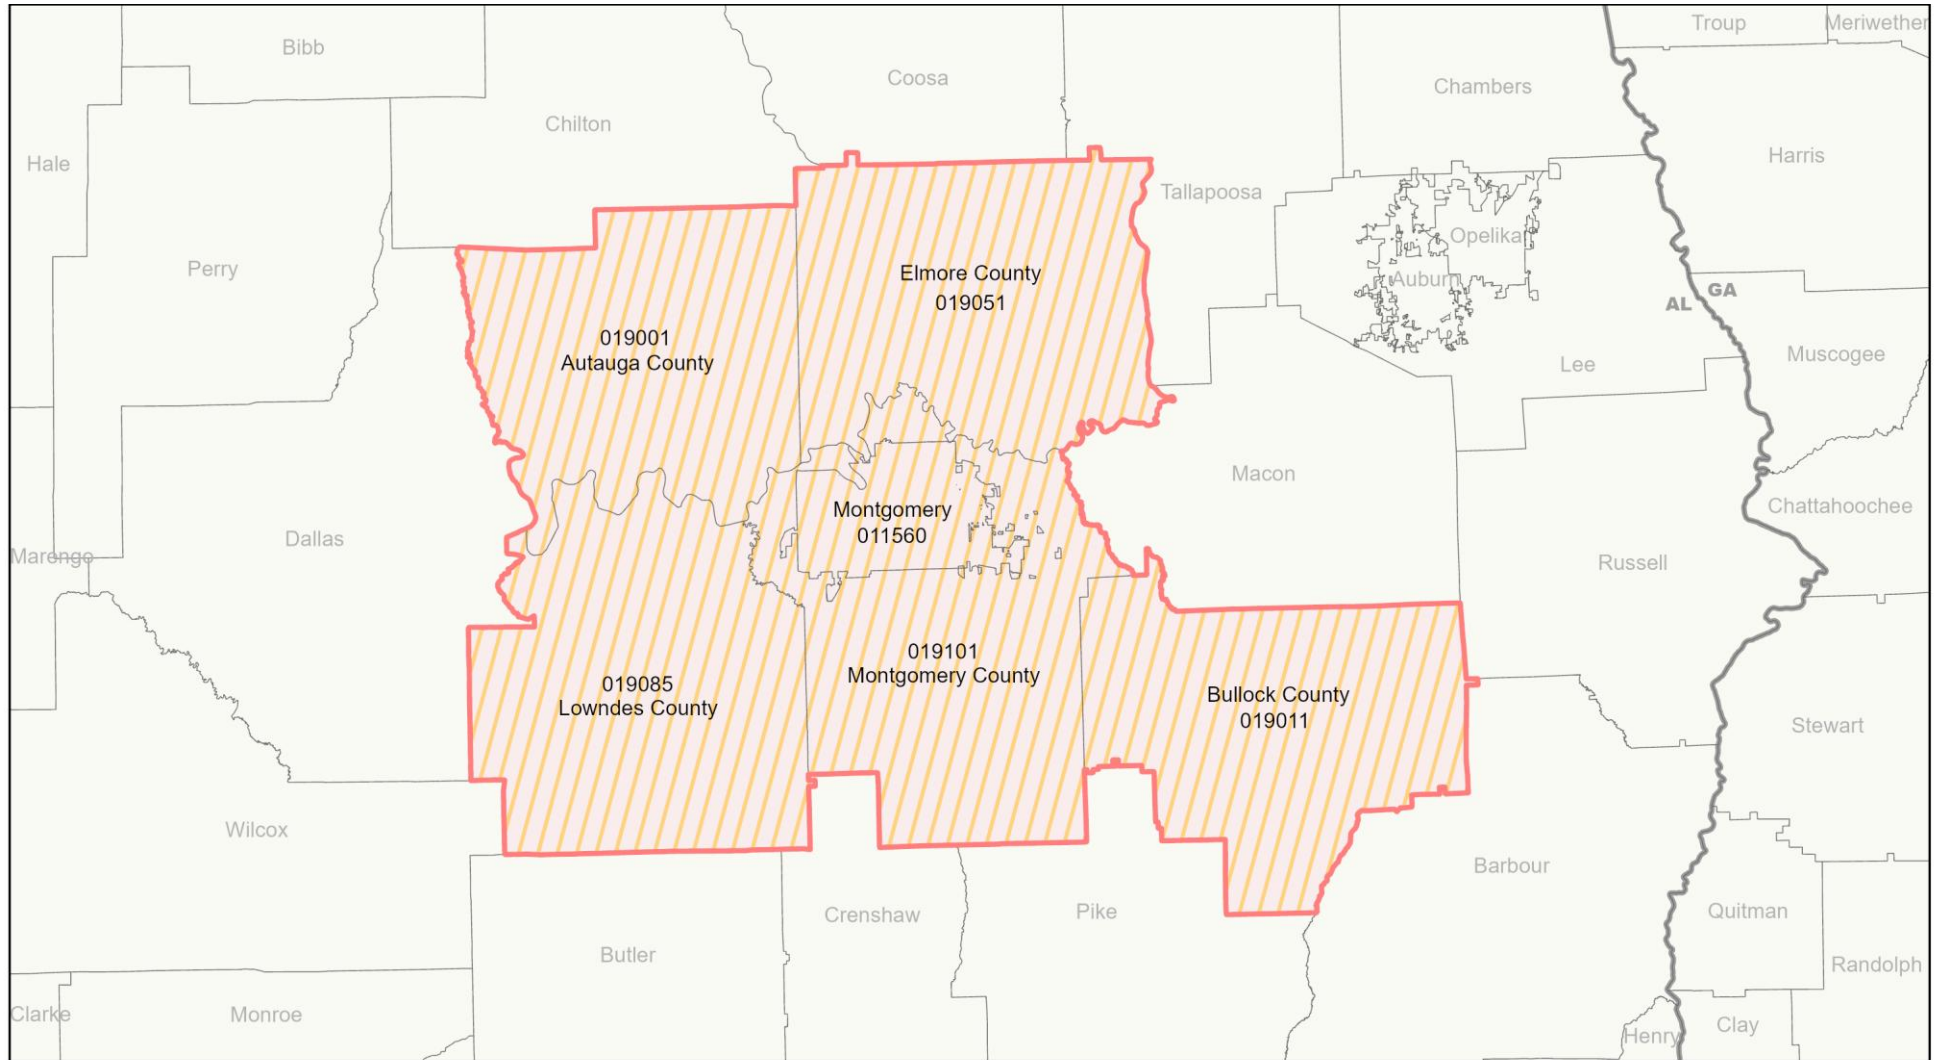 Troup
Meriwether
Bibb
Coosa
Chambers
Chilton
Harris
Hale
Tallapoosa
Opelika
Perry
Elmore County
019051
Auburn
AL
GA
019001
Autauga County
Muscogee
Lee
Macon
Montgomery
011560
Chattahoochee
Dallas
Marengo
Russell
019101
Montgomery County
019085
Lowndes County
Bullock County
019011
Stewart
Wilcox
Barbour
Crenshaw
Pike
Quitman
Butler
Randolph
Clarke
Monroe
Henry
Clay